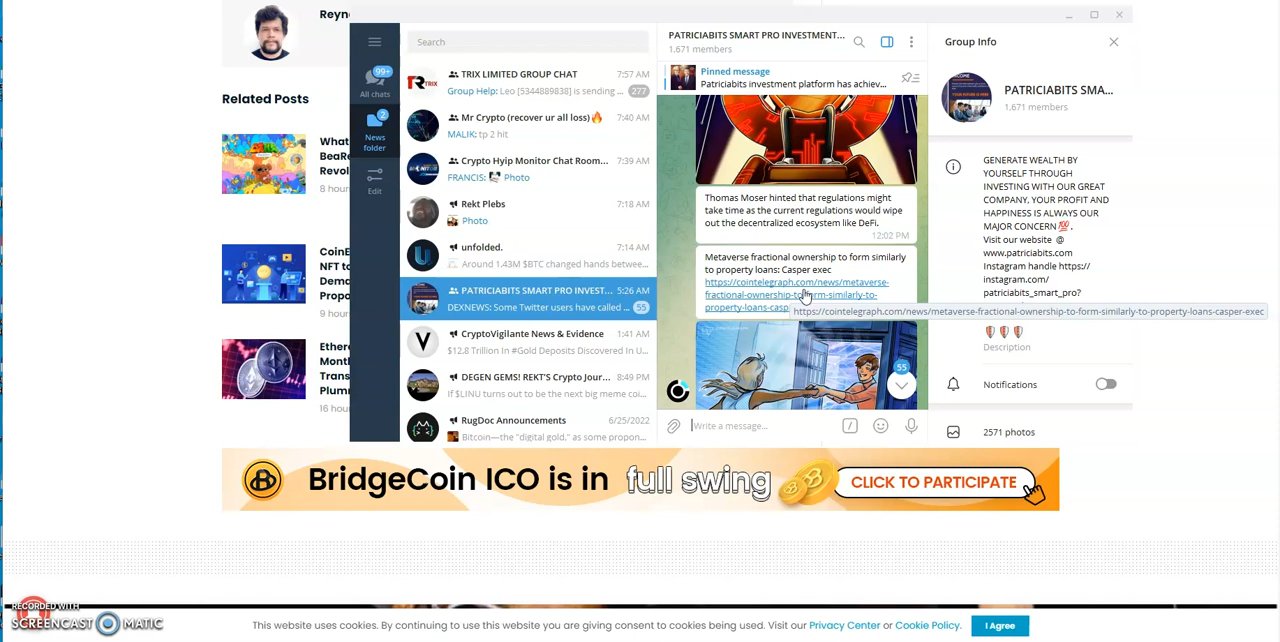 Reyn
Related Posts
What
BeaRe
Revol
8 hour
CoinE
NFT to
Dema
Propo
9 hour
Ethere
Month
Trans
Plumm
16 hour
99+
All chats
2
News
folder
Edit
Search
TRIX LIMITED GROUP CHAT 7:57 AM
Group Help: Leo [5344889838] is sending ... 277
Mr Crypto (recover ur all loss)🔥 7:40 AM
MALIK: tp 2 hit
Crypto Hyip Monitor Chat Room... 7:39 AM
FRANCIS: Photo
Rekt Plebs 7:18 AM
Photo
unfolded. 7:14 AM
Around 1.43M $BTC changed hands betwee...
PATRICIABITS SMART PRO INVEST... 5:26 AM
DEXNEWS: Some Twitter users have called ... 55
CryptoVigilante News & Evidence 1:41 AM
$12.8 Trillion In #Gold Deposits Discovered In U...
DEGEN GEMS! REKT'S Crypto Jour... 8:49 PM
If $LINU turns out to be the next big meme coi...
RugDoc Announcements 6/25/2022
Bitcoin—the "digital gold," as some propon...
PATRICIABITS SMART PRO INVESTMENT...
1,671 members
Pinned message
Patriciabits investment platform has achiev...
Thomas Moser hinted that regulations might
take time as the current regulations would wipe
out the decentralized ecosystem like DeFi.
12:02 PM
Metaverse fractional ownership to form similarly
to property loans: Casper exec
https://cointelegraph.com/news/metaverse-
fractional-ownership-to-form-similarly-to-
property-loans-casp
https://cointelegraph.com/news/metaverse-fractional-ownership-to-form-similarly-to-property-loans-casper-exec
55
Write a message...
Group Info
PATRICIABITS SMA...
1,671 members
GENERATE WEALTH BY
YOURSELF THROUGH
INVESTING WITH OUR GREAT
COMPANY, YOUR PROFIT AND
HAPPINESS IS ALWAYS OUR
MAJOR CONCERN💯.
Visit our website @
www.patriciabits.com
Instagram handle https://
instagram.com/
patriciabits_smart_pro?
Description
Notifications
2571 photos
BridgeCoin ICO is in full swing
CLICK TO PARTICIPATE
RECORDED WITH
SCREENCAST MATIC
This website uses cookies. By continuing to use this website you are giving consent to cookies being used. Visit our Privacy Center or Cookie Policy.
I Agree